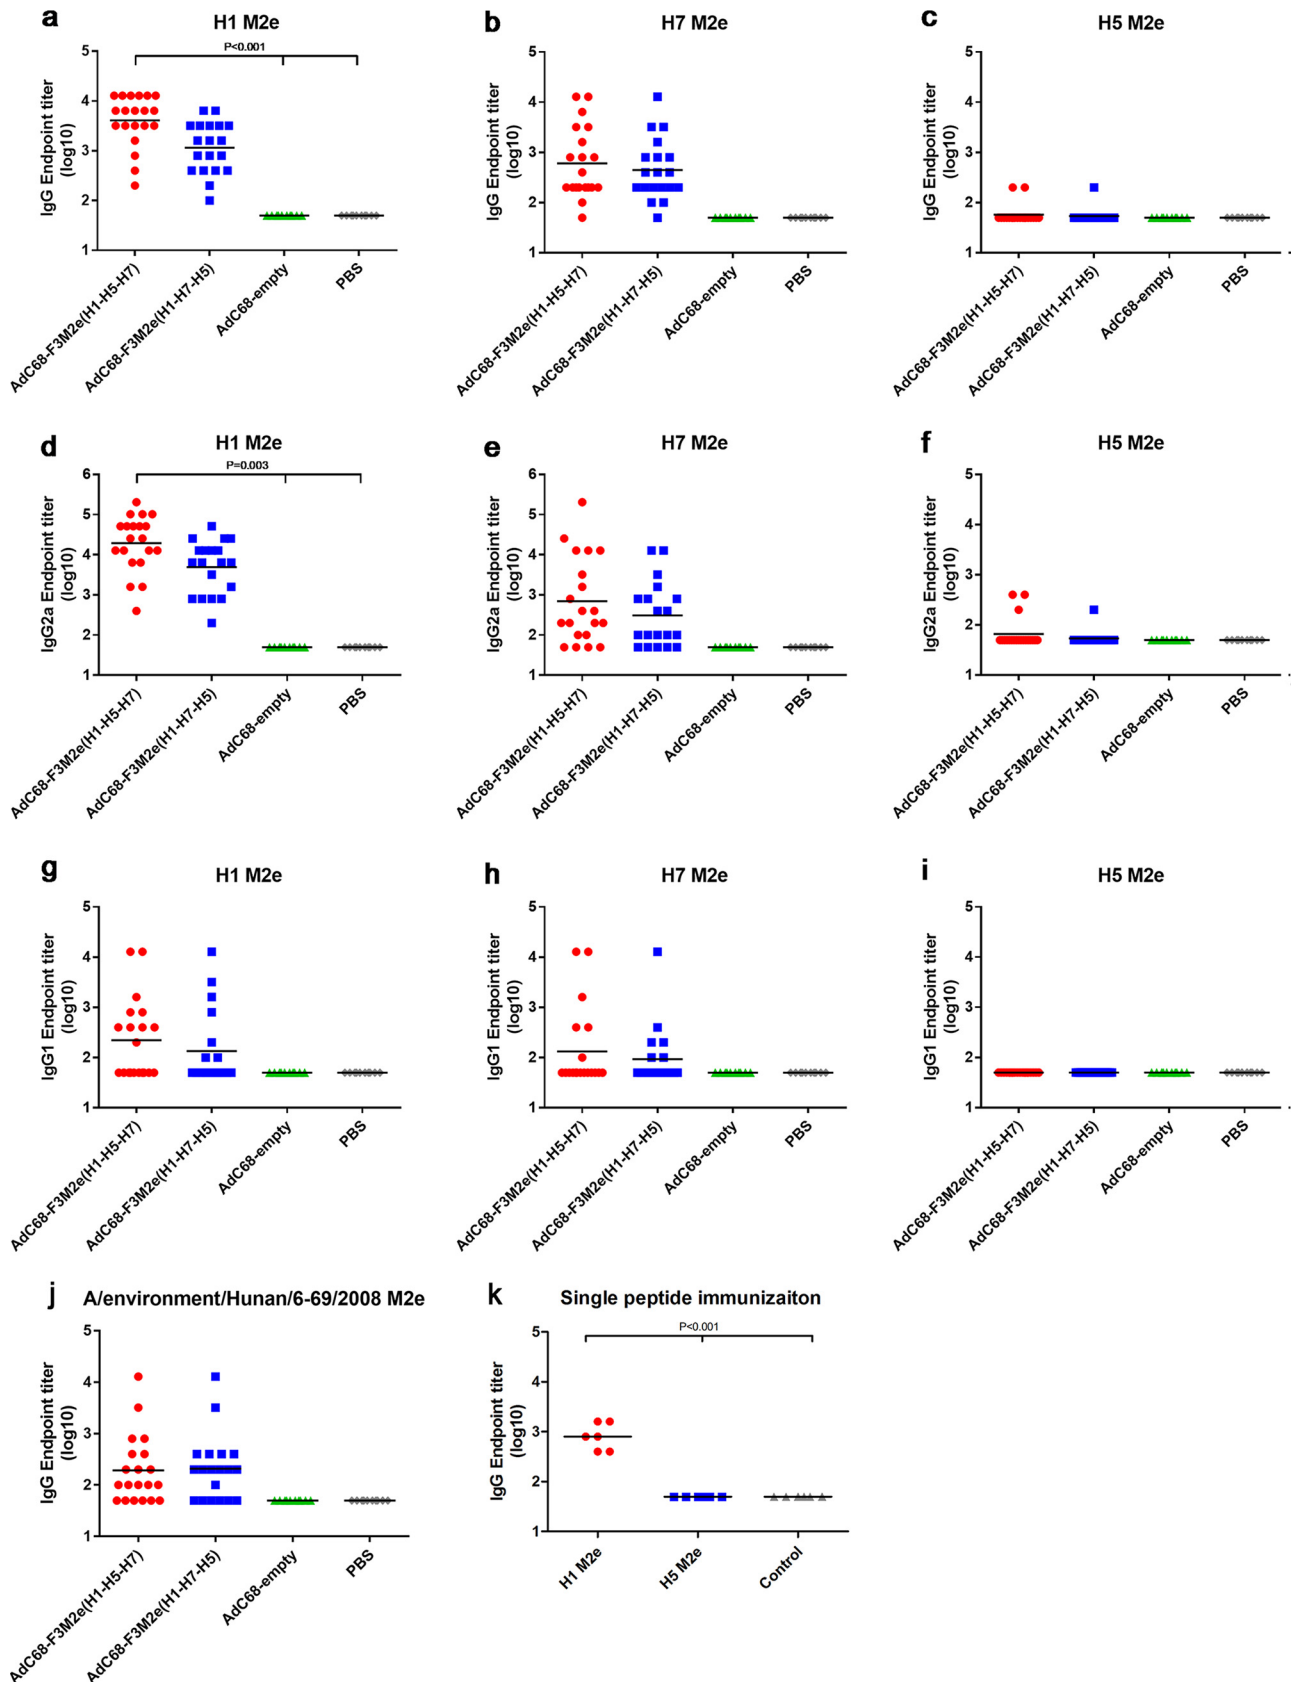 a
H1 M2e
P<0.001
IgG Endpoint titer
(log10)
5
4
3
2
1
AdC68-F3M2e(H1-H5-H7)
AdC68-F3M2e(H1-H7-H5)
AdC68-empty
PBS
b
H7 M2e
IgG Endpoint titer
(log10)
5
4
3
2
1
AdC68-F3M2e(H1-H5-H7)
AdC68-F3M2e(H1-H7-H5)
AdC68-empty
PBS
c
H5 M2e
IgG Endpoint titer
(log10)
5
4
3
2
1
AdC68-F3M2e(H1-H5-H7)
AdC68-F3M2e(H1-H7-H5)
AdC68-empty
PBS
d
H1 M2e
P=0.003
IgG2a Endpoint titer
(log10)
6
5
4
3
2
1
AdC68-F3M2e(H1-H5-H7)
AdC68-F3M2e(H1-H7-H5)
AdC68-empty
PBS
e
H7 M2e
IgG2a Endpoint titer
(log10)
6
5
4
3
2
1
AdC68-F3M2e(H1-H5-H7)
AdC68-F3M2e(H1-H7-H5)
AdC68-empty
PBS
f
H5 M2e
IgG2a Endpoint titer
(log10)
5
4
3
2
1
AdC68-F3M2e(H1-H5-H7)
AdC68-F3M2e(H1-H7-H5)
AdC68-empty
PBS
g
H1 M2e
IgG1 Endpoint titer
(log10)
5
4
3
2
1
AdC68-F3M2e(H1-H5-H7)
AdC68-F3M2e(H1-H7-H5)
AdC68-empty
PBS
h
H7 M2e
IgG1 Endpoint titer
(log10)
5
4
3
2
1
AdC68-F3M2e(H1-H5-H7)
AdC68-F3M2e(H1-H7-H5)
AdC68-empty
PBS
i
H5 M2e
IgG1 Endpoint titer
(log10)
5
4
3
2
1
AdC68-F3M2e(H1-H5-H7)
AdC68-F3M2e(H1-H7-H5)
AdC68-empty
PBS
j
A/environment/Hunan/6-69/2008 M2e
IgG Endpoint titer
(log10)
5
4
3
2
1
AdC68-F3M2e(H1-H5-H7)
AdC68-F3M2e(H1-H7-H5)
AdC68-empty
PBS
k
Single peptide immunizaiton
P<0.001
IgG Endpoint titer
(log10)
5
4
3
2
1
H1 M2e
H5 M2e
Control